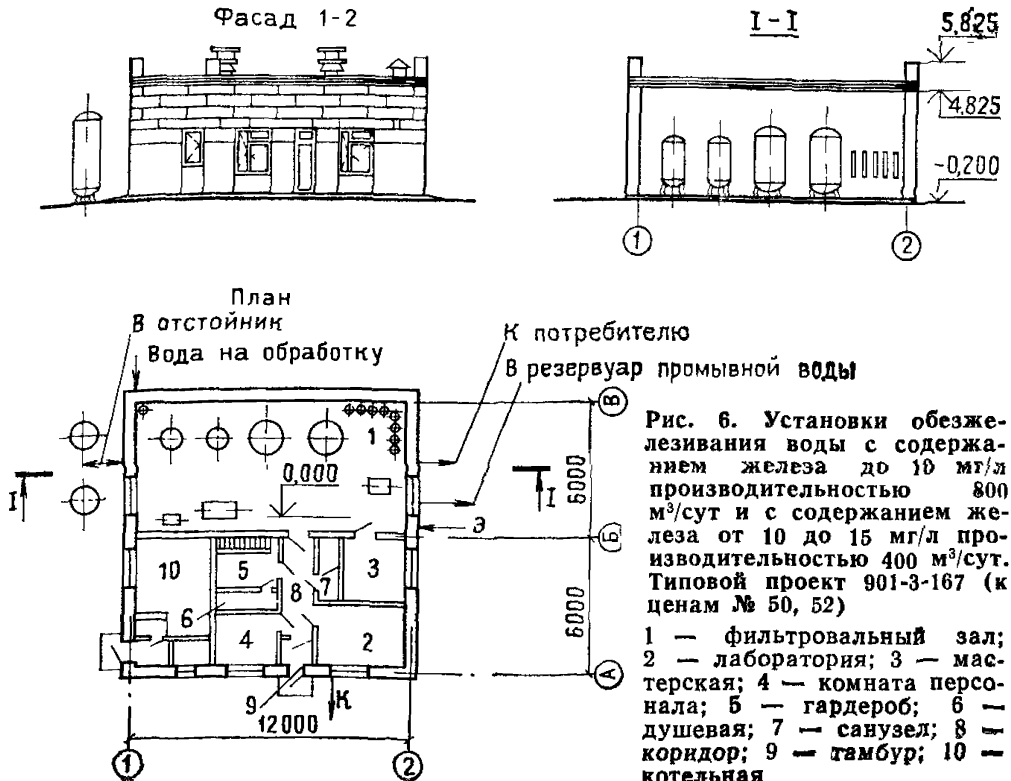 Фасад 1-2
I-I
5,825
4.825
-0,200
1
2
План
В отстойник
Вода на обработку
К потребителю
В резервуар промывной воды
В
1
0,000
I
I
6000
Э
Б
10
5
3
8
7
6
4
2
6000
А
9
К
12000
1
2
Рис. 6. Установки обезже-
лезивания воды с содержа-
нием железа до 10 мг/л
производительностью 800
м³/сут и с содержанием же-
леза от 10 до 15 мг/л про-
изводительностью 400 м³/сут.
Типовой проект 901-3-167 (к
ценам № 50, 52)
1 — фильтровальный зал;
2 — лаборатория; 3 — мас-
терская; 4 — комната персо-
нала; 5 — гардероб; 6 —
душевая; 7 — санузел; 8 —
коридор; 9 — тамбур; 10 —
котельная